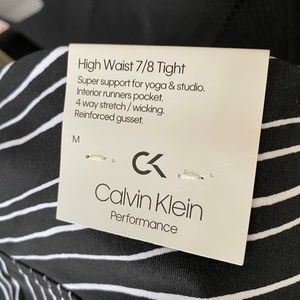 High Waist 7/8 Tight
Super support for yoga & studio.
Interior runners pocket.
4 way stretch / wicking.
Reinforced gusset.
M
CK
Calvin Klein
Performance